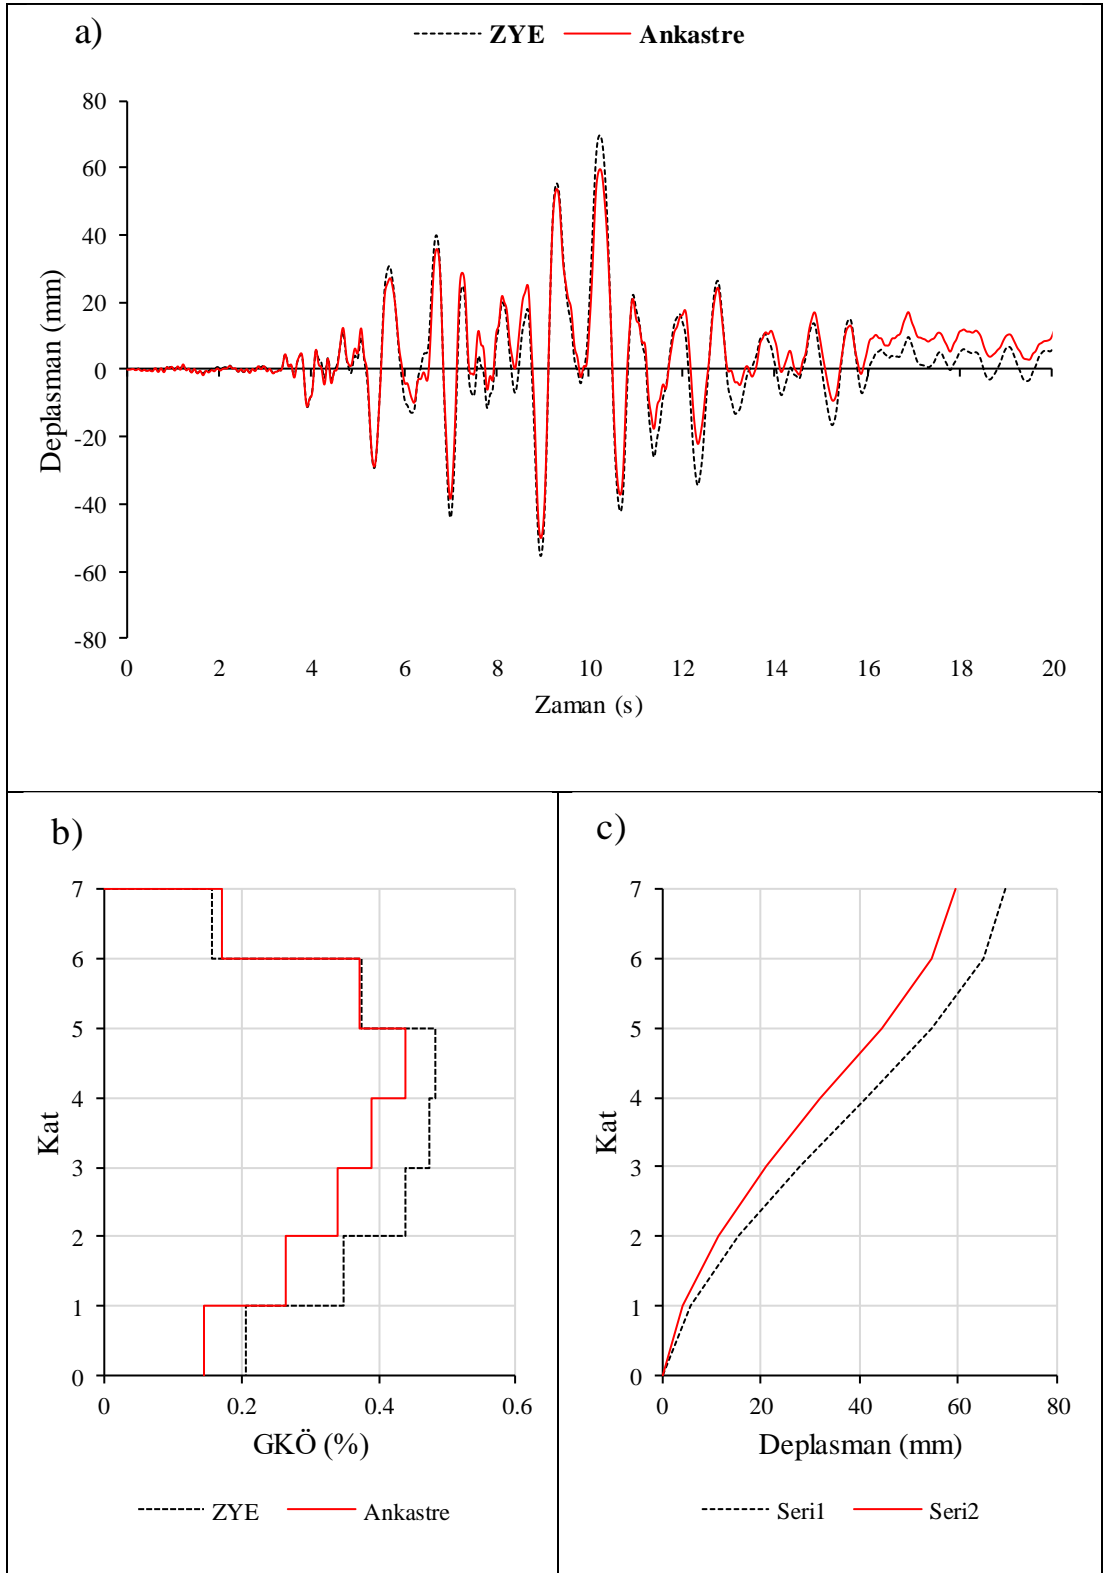 a)
ZYE Ankastre
80
60
40
20
0
-20
-40
-60
-80
Deplasman (mm)
0 2 4 6 8 10 12 14 16 18 20
Zaman (s)
b)
7
6
5
4
3
2
1
0
Kat
0 0.2 0.4 0.6
GKÖ (%)
ZYE Ankastre
c)
7
6
5
4
3
2
1
0
Kat
0 20 40 60 80
Deplasman (mm)
Seri1 Seri2